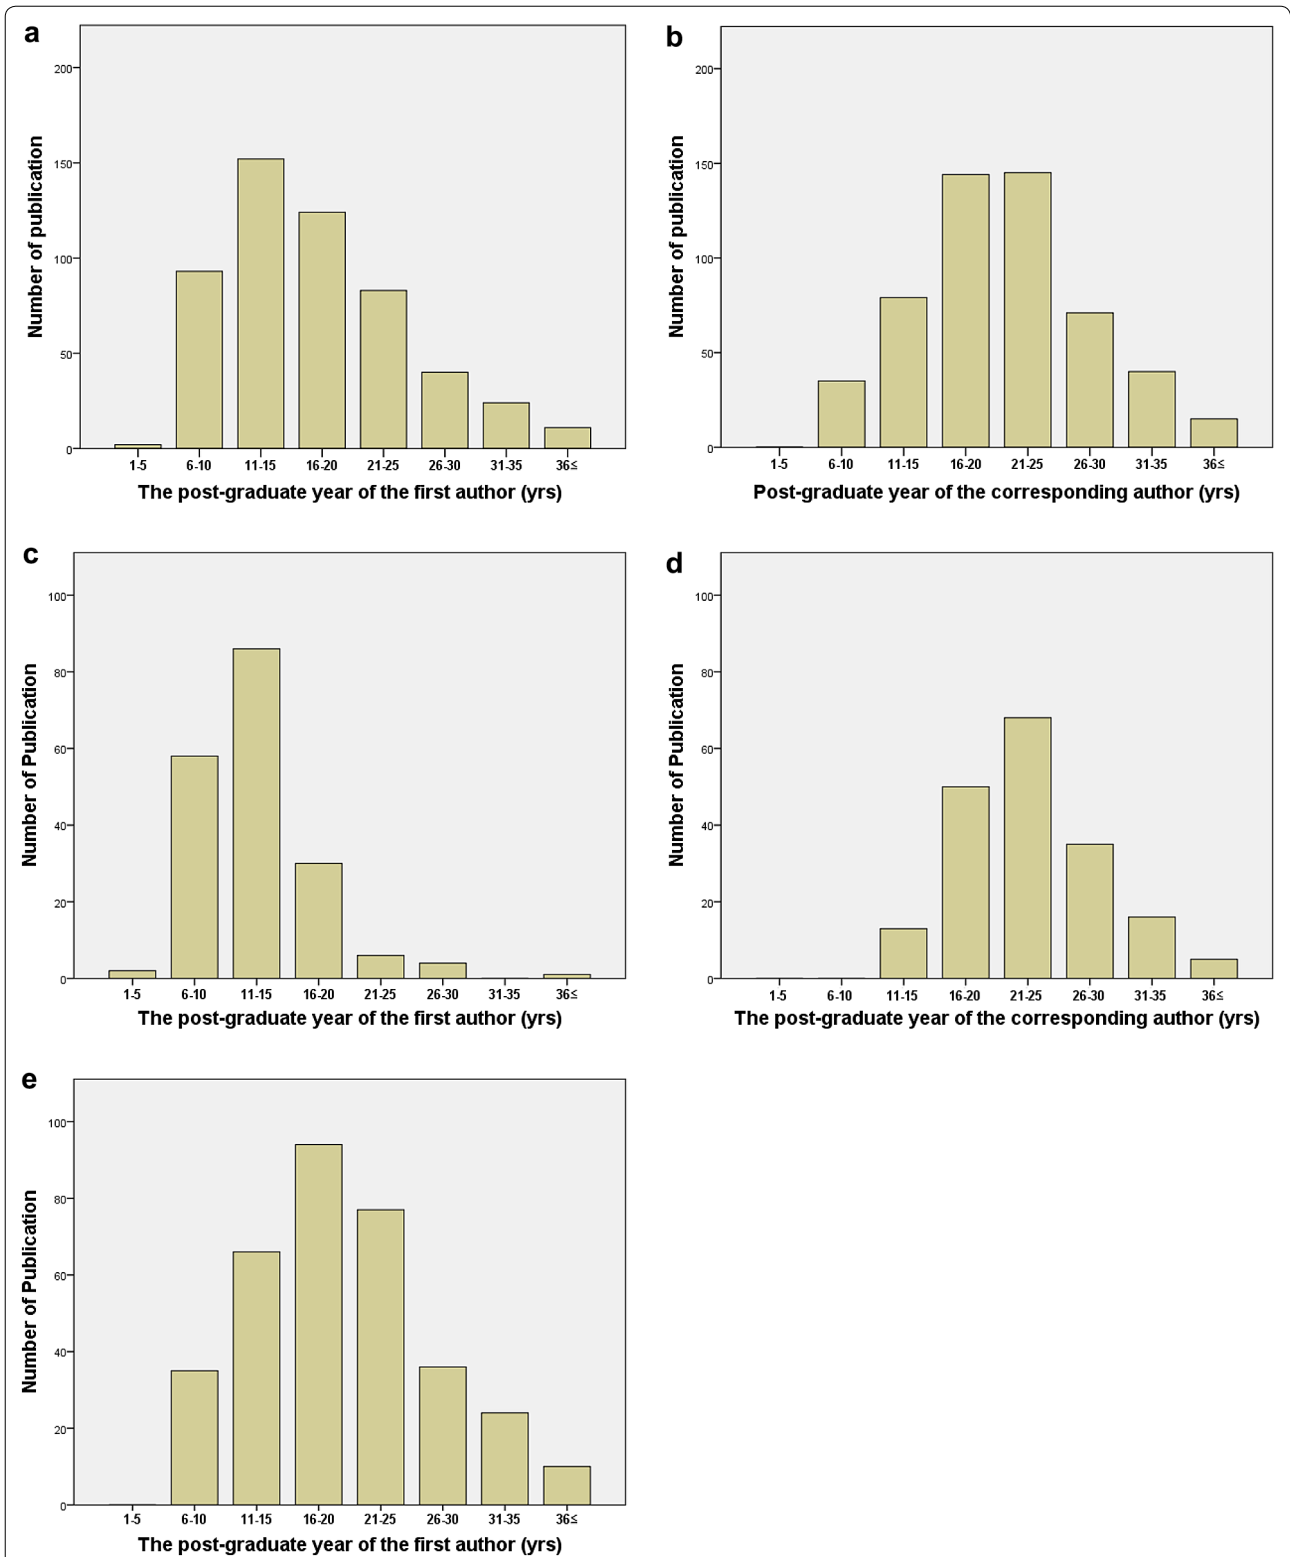 a
200
150
100
50
0
Number of publication
1-5 6-10 11-15 16-20 21-25 26-30 31-35 36≤
The post-graduate year of the first author (yrs)
b
200
150
100
50
0
Number of publication
1-5 6-10 11-15 16-20 21-25 26-30 31-35 36≤
Post-graduate year of the corresponding author (yrs)
c
100
80
60
40
20
0
Number of Publication
1-5 6-10 11-15 16-20 21-25 26-30 31-35 36≤
The post-graduate year of the first author (yrs)
d
100
80
60
40
20
0
Number of Publication
1-5 6-10 11-15 16-20 21-25 26-30 31-35 36≤
The post-graduate year of the corresponding author (yrs)
e
100
80
60
40
20
0
Number of Publication
1-5 6-10 11-15 16-20 21-25 26-30 31-35 36≤
The post-graduate year of the first author (yrs)